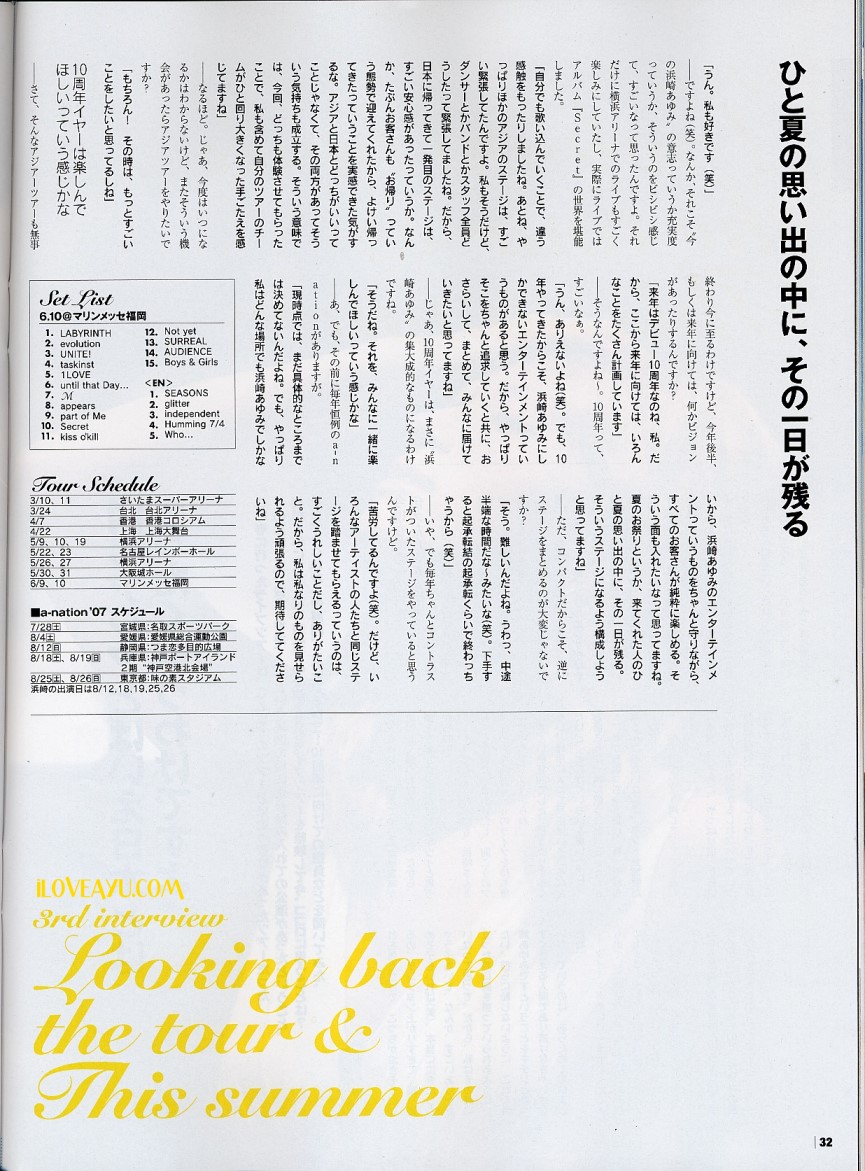 ひと夏の思い出の中に、その一日が残る
「うん。私も好きです（笑）」
――ですよね（笑）。なんか、それこそ〝今
の浜崎あゆみ〟の意志っていうか充実度
っていうか、そういうのをビシビシ感じ
て、すごいなって思ったんですよ。それ
だけに横浜アリーナでのライブもすごく
楽しみにしていたし、実際にライブでは
アルバム『Ｓｅｃｒｅｔ』の世界を堪能
しました。
「自分でも歌い込んでいくことで、違う
感触をもったりしましたね。あとね、や
っぱりほかのアジアのステージは、すご
い緊張してたんですよ。私もそうだけど、
ダンサーとかバンドとかスタッフ全員と
うしたって緊張してましたね。だから、
日本に帰ってきて一発目のステージは、
すごい安心感があったっていうか。なん
か、たぶんお客さんも〝お帰り〟ってい
う態勢で迎えてくれたから、よけい帰っ
てきたっていうことを実感できた気がす
るな。アジアと日本とどっちがいいって
ことじゃなくて、その両方があってそう
いう気持ちも成立する。そういう意味で
は、今回、どっちも体験させてもらった
ことで、私も含めて自分のツアーのチー
ムがひと回り大きくなった手ごたえを感
じてますね」
――なるほど。じゃあ、今度はいつにな
るかはわからないけど、またそういう機
会があったらアジアツアーをやりたいで
すか？
「もちろん！　その時は、もっとすごい
ことをしたいと思ってるしね」
10周年イヤーは楽しんで
ほしいっていう感じかな
――さて、そんなアジアツアーも無事
終わり今に至るわけですけど、今年後半、
もしくは来年に向けては、何かビジョン
があったりするんですか？
「来年はデビュー10周年なのね、私。だ
から、ここから来年に向けては、いろん
なことをたくさん計画しています」
――そうなんですよね〜。10周年って、
すごいなぁ。
「うん、ありえないよね（笑）。でも、10
年やってきたからこそ、浜崎あゆみにし
かできないエンターテインメントってい
うものがあると思う。だから、やっぱり
そこをちゃんと追求していくと共に、お
さらいして、まとめて、みんなに届けて
いきたいと思ってますね」
――じゃあ、10周年イヤーは、まさに〝浜
崎あゆみ〟の集大成的なものになるわけ
ですね。
「そうだね。それを、みんなに一緒に楽
しんでほしいっていう感じかな」
――あ、でも、その前に毎年恒例のａ-ｎ
ａｔｉｏｎがありますが。
「現時点では、まだ具体的なところまで
は決めてないんだよね。でも、やっぱり
私はどんな場所でも浜崎あゆみでしかな
いから、浜崎あゆみのエンターテインメ
ントっていうものをちゃんと守りながら、
すべてのお客さんが純粋に楽しめる。そ
ういう面も入れたいなって思ってますね。
夏のお祭りというか、来てくれた人のひ
と夏の思い出の中に、その一日が残る。
そういうステージになるよう構成しよう
と思ってますね」
――ただ、コンパクトだからこそ、逆に
ステージをまとめるのが大変じゃないで
すか？
「そう。難しいんだよね。うわっ、中途
半端な時間だな〜みたいな（笑）。下手す
ると起承転結の起承転くらいで終わっち
ゃうから（笑）」
――いや、でも毎年ちゃんとコントラス
トがついたステージをやっていると思う
んですけど。
「苦労してるんですよ（笑）。だけど、い
ろんなアーティストの人たちと同じステ
ージを踏ませてもらえるっていうのは、
すごくうれしいことだし、ありがたいこ
と。だから、私は私なりのものを見せら
れるよう頑張るので、期待しててくださ
いね」
Set List
6.10＠マリンメッセ福岡
1. LABYRINTH
2. evolution
3. UNITE!
4. taskinst
5. 1LOVE
6. until that Day...
7. M
8. appears
9. part of Me
10. Secret
11. kiss o'kill
12. Not yet
13. SURREAL
14. AUDIENCE
15. Boys & Girls
＜EN＞
1. SEASONS
2. glitter
3. independent
4. Humming 7/4
5. Who...
Tour Schedule
3/10、11 さいたまスーパーアリーナ
3/24 台北 台北アリーナ
4/7 香港 香港コロシアム
4/22 上海 上海大舞台
5/9、10、19 横浜アリーナ
5/22、23 名古屋レインボーホール
5/26、27 横浜アリーナ
5/30、31 大阪城ホール
6/9、10 マリンメッセ福岡
■a-nation '07 スケジュール
7/28土 宮城県：名取スポーツパーク
8/4土 愛媛県：愛媛県総合運動公園
8/12日 静岡県：つま恋多目的広場
8/18土、8/19日 兵庫県：神戸ポートアイランド
2期 "神戸空港北会場"
8/25土、8/26日 東京都：味の素スタジアム
浜崎の出演日は8/12,18,19,25,26
iLOVEAYU.COM
3rd interview
Looking back
the tour &
This summer
32